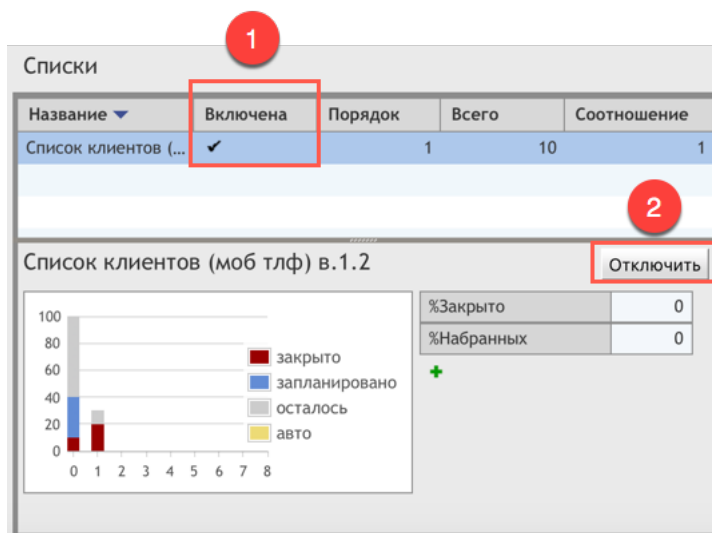 1
Списки
Название Включена Порядок Всего Соотношение
Список клиентов (... ✔ 1 10 1
2
Список клиентов (моб тлф) в.1.2 Отключить
%Закрыто 0
%Набранных 0
100
80
60
40
20
0
0 1 2 3 4 5 6 7 8
закрыто
запланировано
осталось
авто